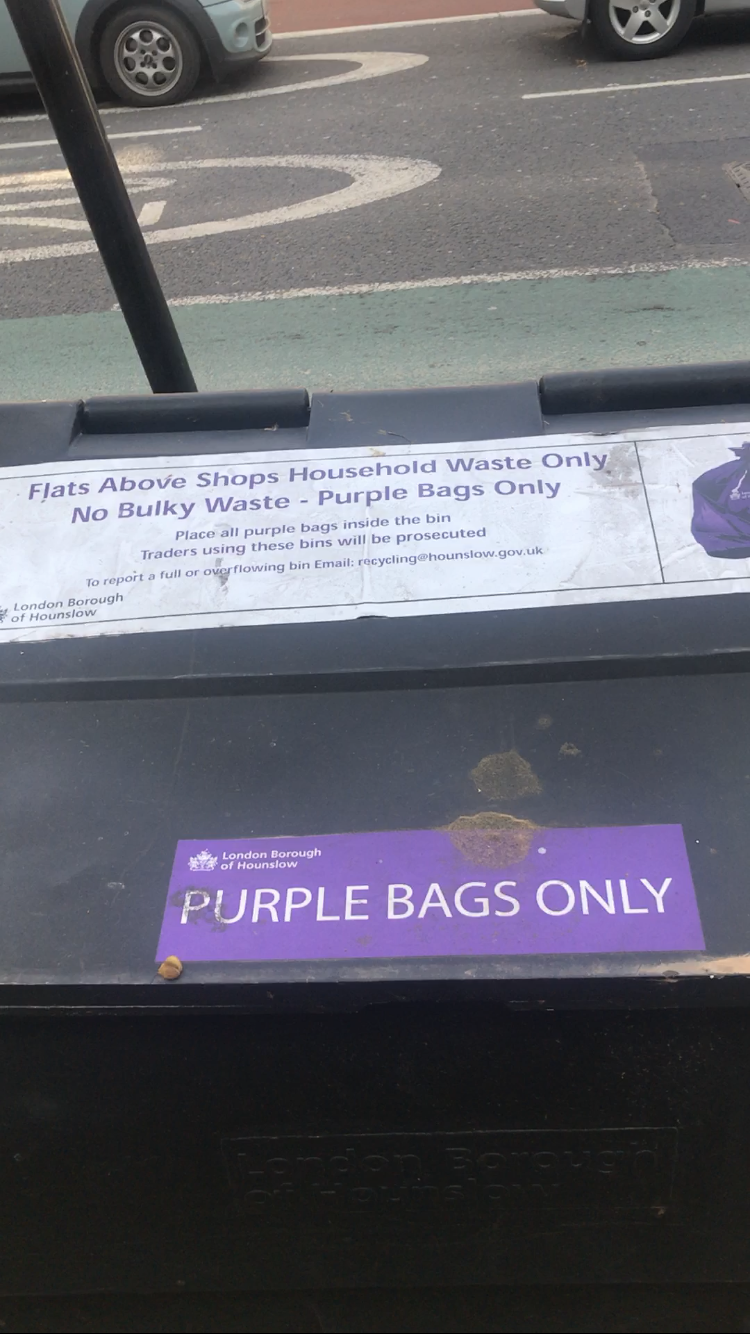 Flats Above Shops Household Waste Only
No Bulky Waste - Purple Bags Only
Place all purple bags inside the bin
Traders using these bins will be prosecuted
To report a full or overflowing bin Email: recycling@hounslow.gov.uk
London Borough
of Hounslow
London Borough
of Hounslow
PURPLE BAGS ONLY
London Borough
of Hounslow